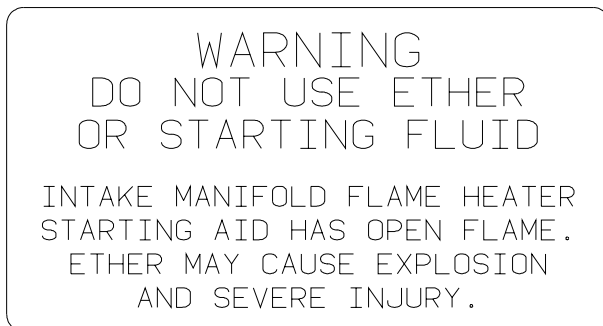 WARNING
DO NOT USE ETHER
OR STARTING FLUID
INTAKE MANIFOLD FLAME HEATER
STARTING AID HAS OPEN FLAME.
ETHER MAY CAUSE EXPLOSION
AND SEVERE INJURY.